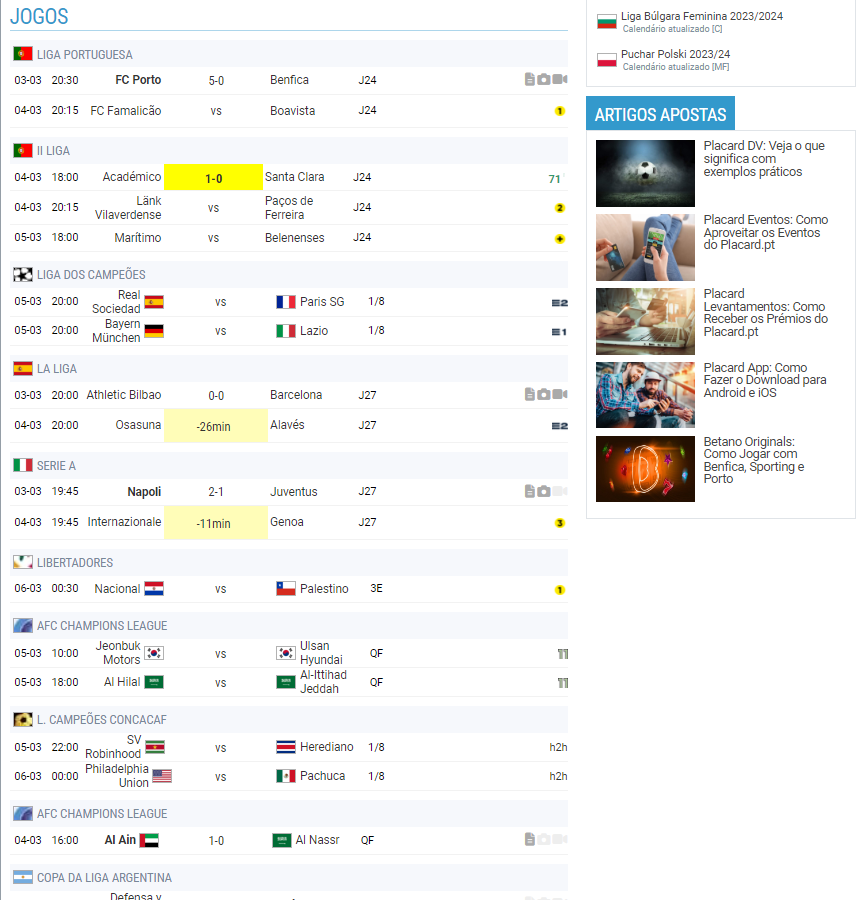 JOGOS
LIGA PORTUGUESA
03-03 20:30 FC Porto 5-0 Benfica J24
04-03 20:15 FC Famalicão vs Boavista J24 1
II LIGA
04-03 18:00 Académico 1-0 Santa Clara J24 71'
04-03 20:15 Länk Vilaverdense vs Paços de Ferreira J24 2
05-03 18:00 Marítimo vs Belenenses J24
LIGA DOS CAMPEÕES
05-03 20:00 Real Sociedad vs Paris SG 1/8 2
05-03 20:00 Bayern München vs Lazio 1/8 1
LA LIGA
03-03 20:00 Athletic Bilbao 0-0 Barcelona J27
04-03 20:00 Osasuna -26min Alavés J27 2
SERIE A
03-03 19:45 Napoli 2-1 Juventus J27
04-03 19:45 Internazionale -11min Genoa J27 3
LIBERTADORES
06-03 00:30 Nacional vs Palestino 3E 1
AFC CHAMPIONS LEAGUE
05-03 10:00 Jeonbuk Motors vs Ulsan Hyundai QF 11
05-03 18:00 Al Hilal vs Al-Ittihad Jeddah QF 11
L. CAMPEÕES CONCACAF
05-03 22:00 SV Robinhood vs Herediano 1/8 h2h
06-03 00:00 Philadelphia Union vs Pachuca 1/8 h2h
AFC CHAMPIONS LEAGUE
04-03 16:00 Al Ain 1-0 Al Nassr QF
COPA DA LIGA ARGENTINA
Defensa y
Liga Búlgara Feminina 2023/2024
Calendário atualizado [C]
Puchar Polski 2023/24
Calendário atualizado [MF]
ARTIGOS APOSTAS
Placard DV: Veja o que
significa com
exemplos práticos
Placard Eventos: Como
Aproveitar os Eventos
do Placard.pt
Placard
Levantamentos: Como
Receber os Prémios do
Placard.pt
Placard App: Como
Fazer o Download para
Android e iOS
Betano Originals:
Como Jogar com
Benfica, Sporting e
Porto